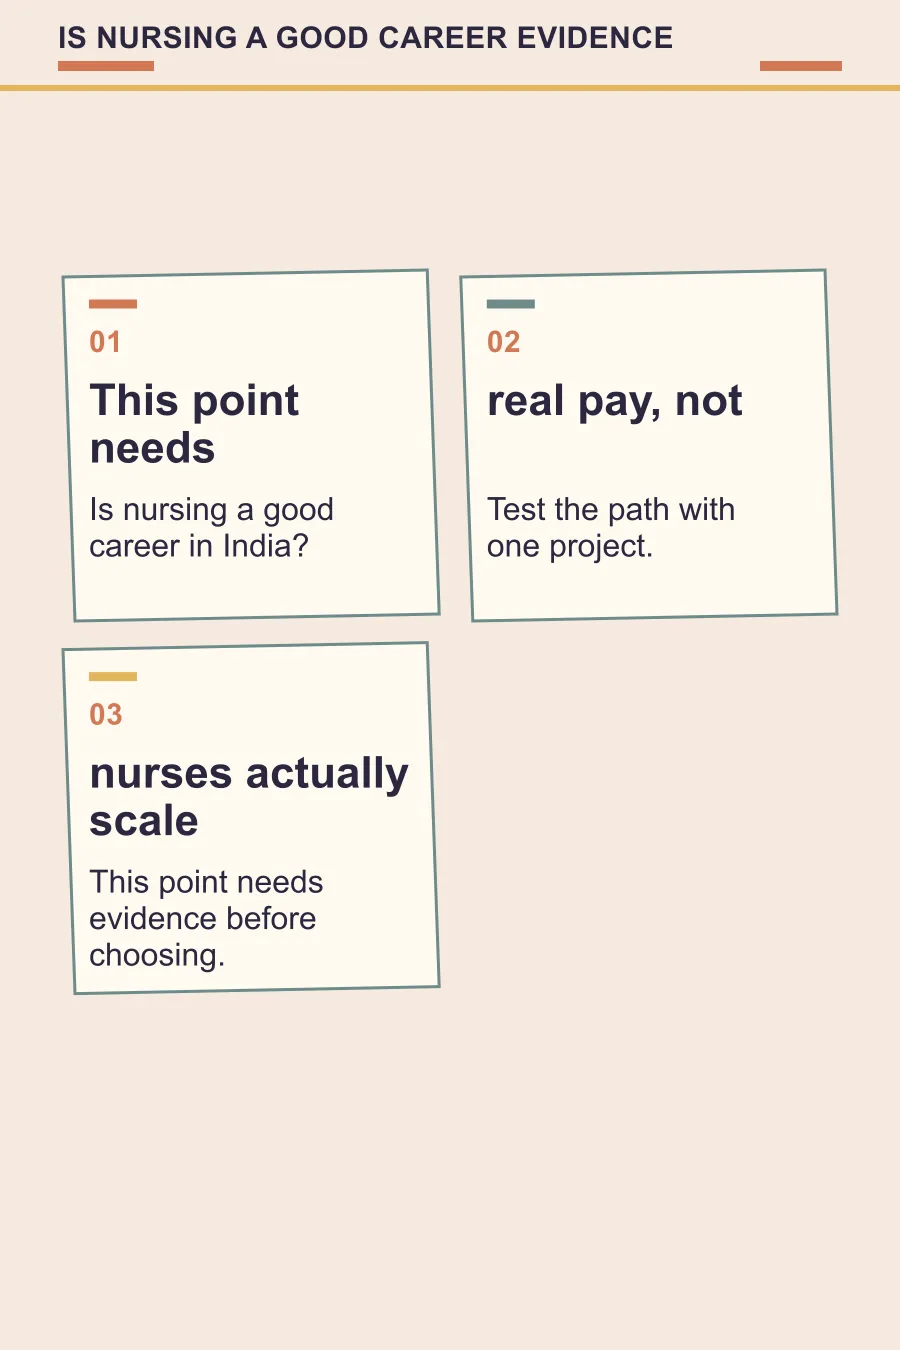 IS NURSING A GOOD CAREER EVIDENCE
01
This point
needs
Is nursing a good
career in India?
02
real pay, not
Test the path with
one project.
03
nurses actually
scale
This point needs
evidence before
choosing.